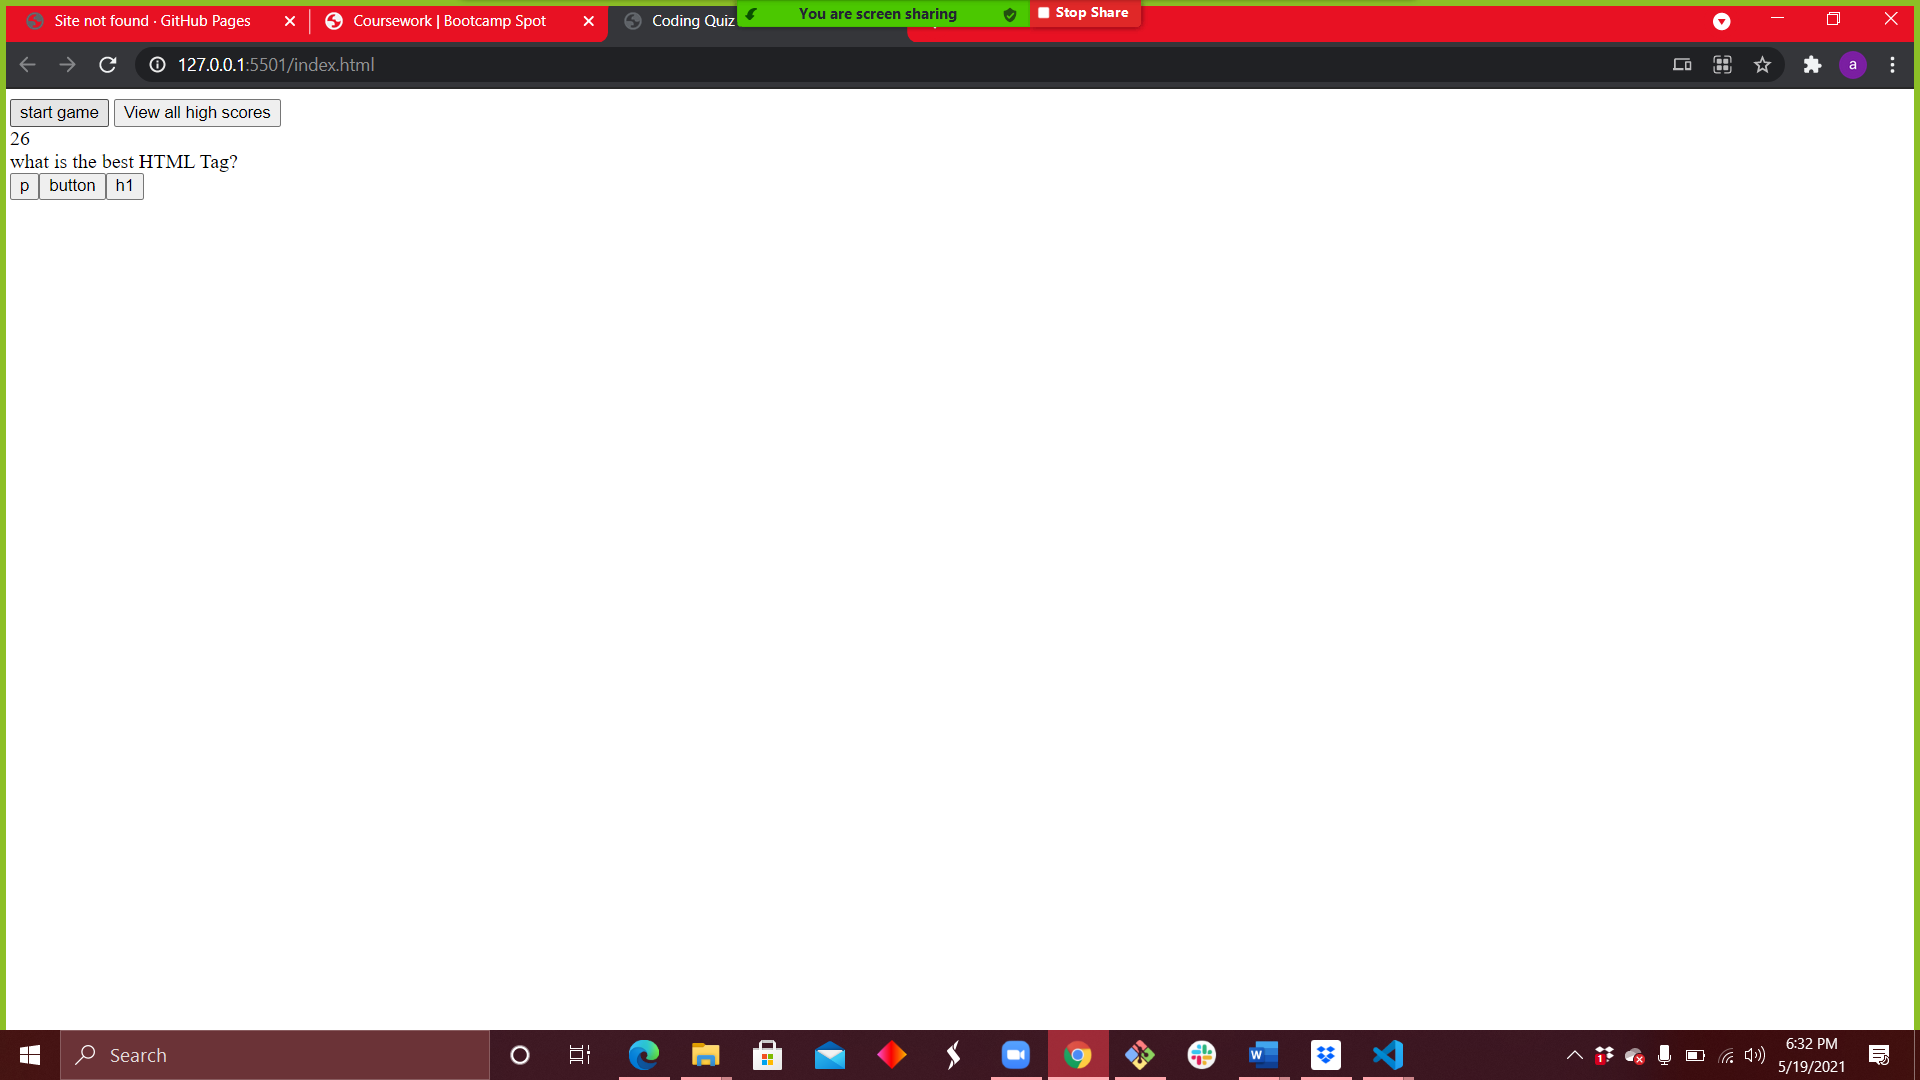 Site not found · GitHub Pages
Coursework | Bootcamp Spot
Coding Quiz
You are screen sharing
Stop Share
127.0.0.1:5501/index.html
a
start game
View all high scores
26
what is the best HTML Tag?
p
button
h1
Search
W
1
6:32 PM
5/19/2021